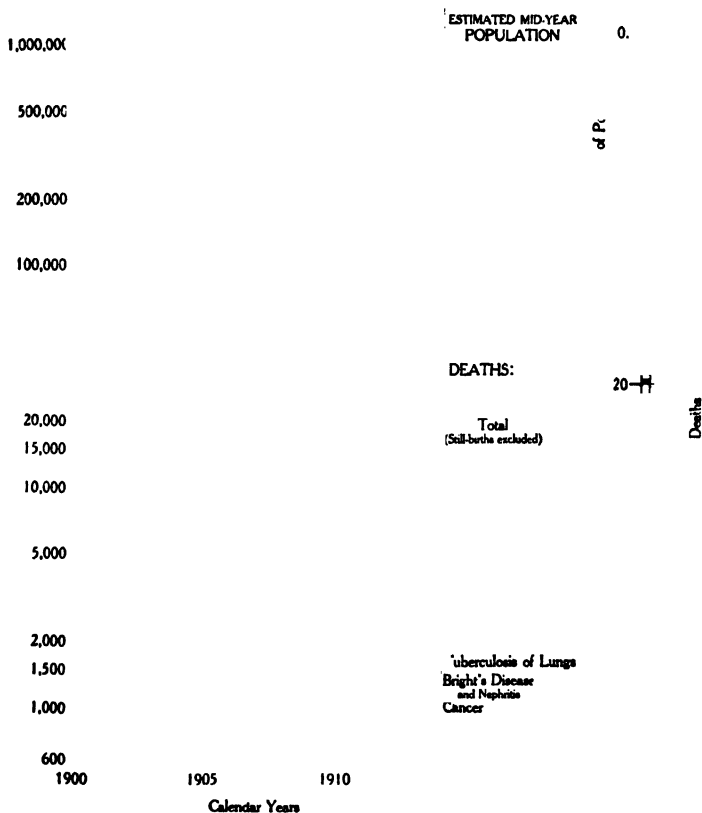 ESTIMATED MID-YEAR
POPULATION
0.
1,000,00
500,000
of P
200,000
100,000
DEATHS:
20
Deaths
20,000
Total
(Still-births excluded)
15,000
10,000
5,000
2,000
uberculosis of Lungs
1,500
Bright's Disease
and Nephritis
1,000
Cancer
600
1900 1905 1910
Calendar Years